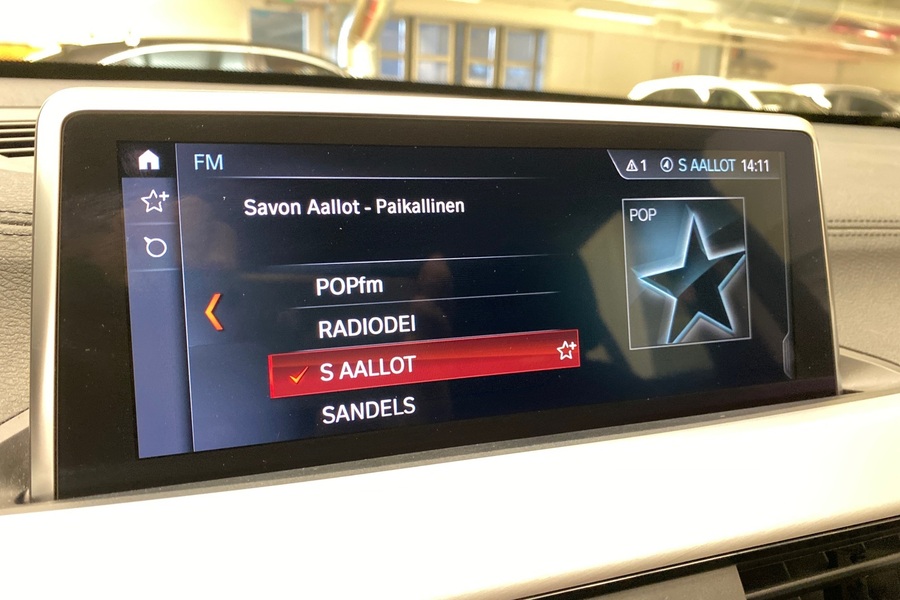 FM
1 S AALLOT 14:11
Savon Aallot - Paikallinen
POP
POPfm
RADIODEI
S AALLOT
SANDELS